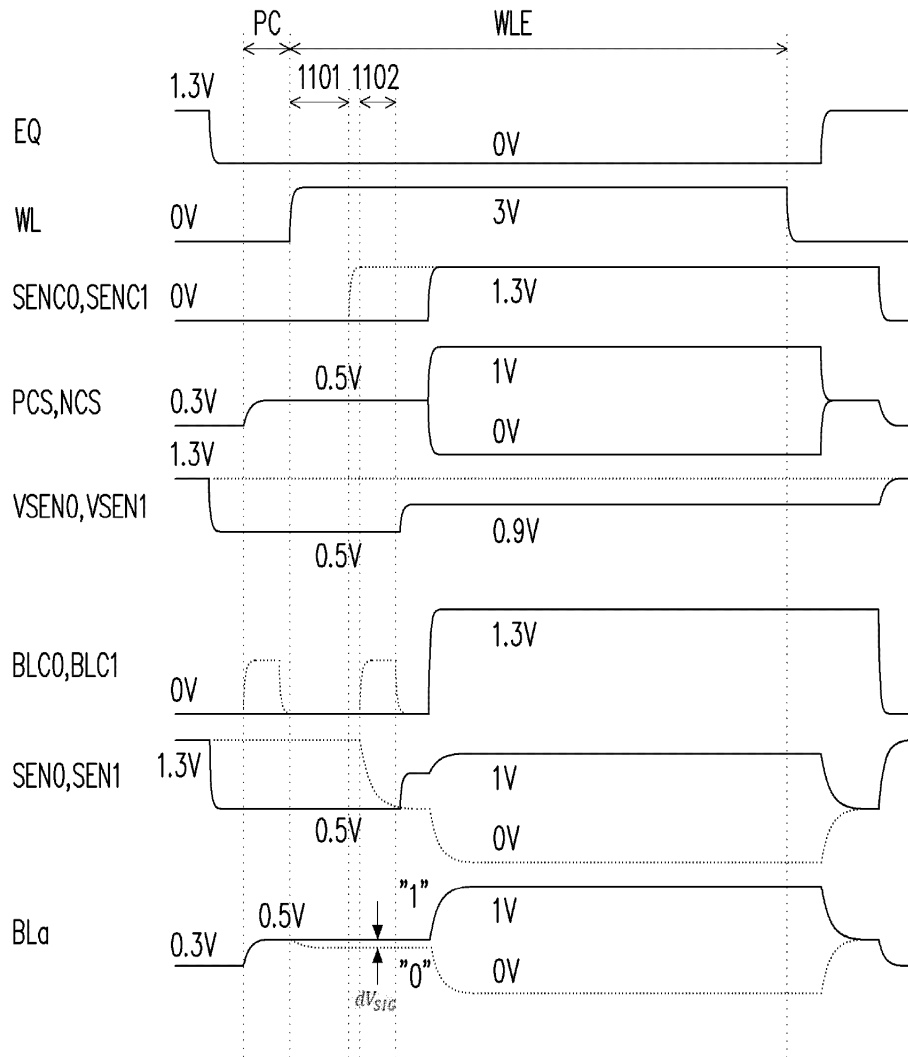 PC WLE
1101 1102
1.3V
EQ 0V
WL 0V 3V
SENC0,SENC1 0V 1.3V
0.5V 1V
PCS,NCS 0.3V 0V
1.3V
VSEN0,VSEN1
0.5V 0.9V
1.3V
BLC0,BLC1
0V
1.3V
SEN0,SEN1 1V
0.5V 0V
0.5V "1" 1V
BLa
0.3V "0" 0V
dVSIG